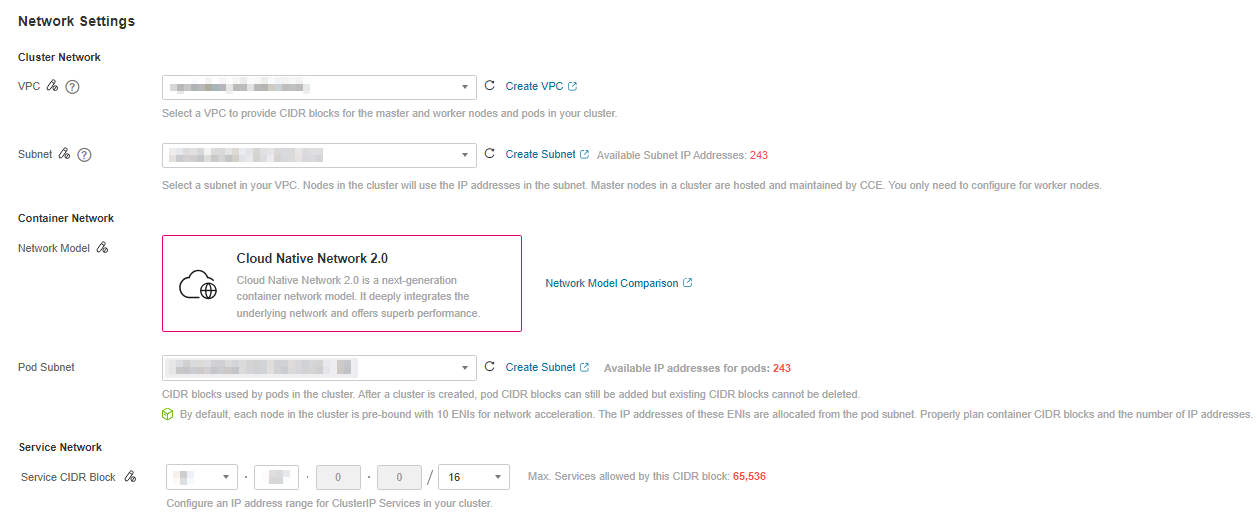 Network Settings
Cluster Network
VPC
Create VPC
Select a VPC to provide CIDR blocks for the master and worker nodes and pods in your cluster.
Subnet
Create Subnet Available Subnet IP Addresses: 243
Select a subnet in your VPC. Nodes in the cluster will use the IP addresses in the subnet. Master nodes in a cluster are hosted and maintained by CCE. You only need to configure for worker nodes.
Container Network
Network Model
Cloud Native Network 2.0
Cloud Native Network 2.0 is a next-generation
container network model. It deeply integrates the
underlying network and offers superb performance.
Network Model Comparison
Pod Subnet
Create Subnet Available IP addresses for pods: 243
CIDR blocks used by pods in the cluster. After a cluster is created, pod CIDR blocks can still be added but existing CIDR blocks cannot be deleted.
By default, each node in the cluster is pre-bound with 10 ENIs for network acceleration. The IP addresses of these ENIs are allocated from the pod subnet. Properly plan container CIDR blocks and the number of IP addresses.
Service Network
Service CIDR Block . . 0 . 0 / 16 Max. Services allowed by this CIDR block: 65,536
Configure an IP address range for ClusterIP Services in your cluster.